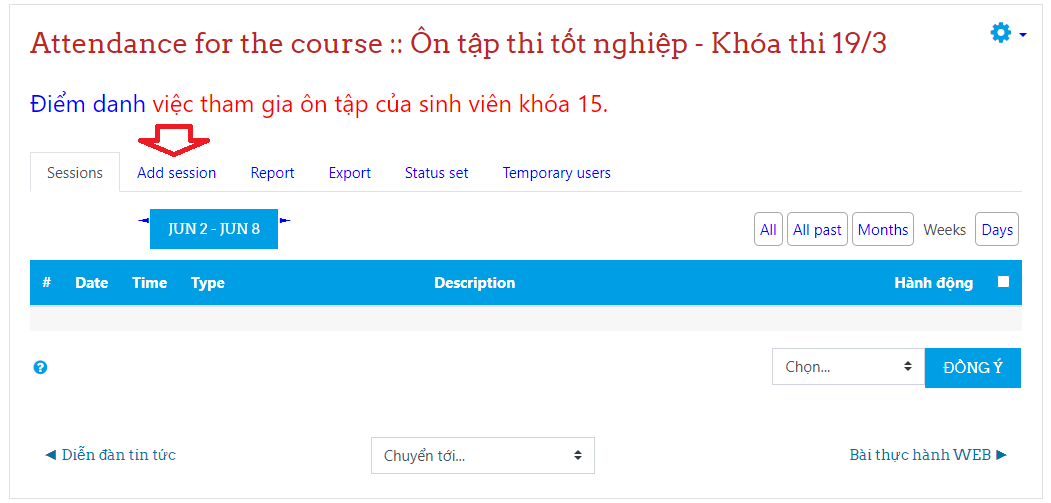 Attendance for the course :: Ôn tập thi tốt nghiệp - Khóa thi 19/3
Điểm danh việc tham gia ôn tập của sinh viên khóa 15.
Sessions Add session Report Export Status set Temporary users
◄ JUN 2 - JUN 8 ► All All past Months Weeks Days
# Date Time Type Description Hành động
? Chọn... ĐỒNG Ý
◄ Diễn đàn tin tức Chuyển tới... Bài thực hành WEB ►